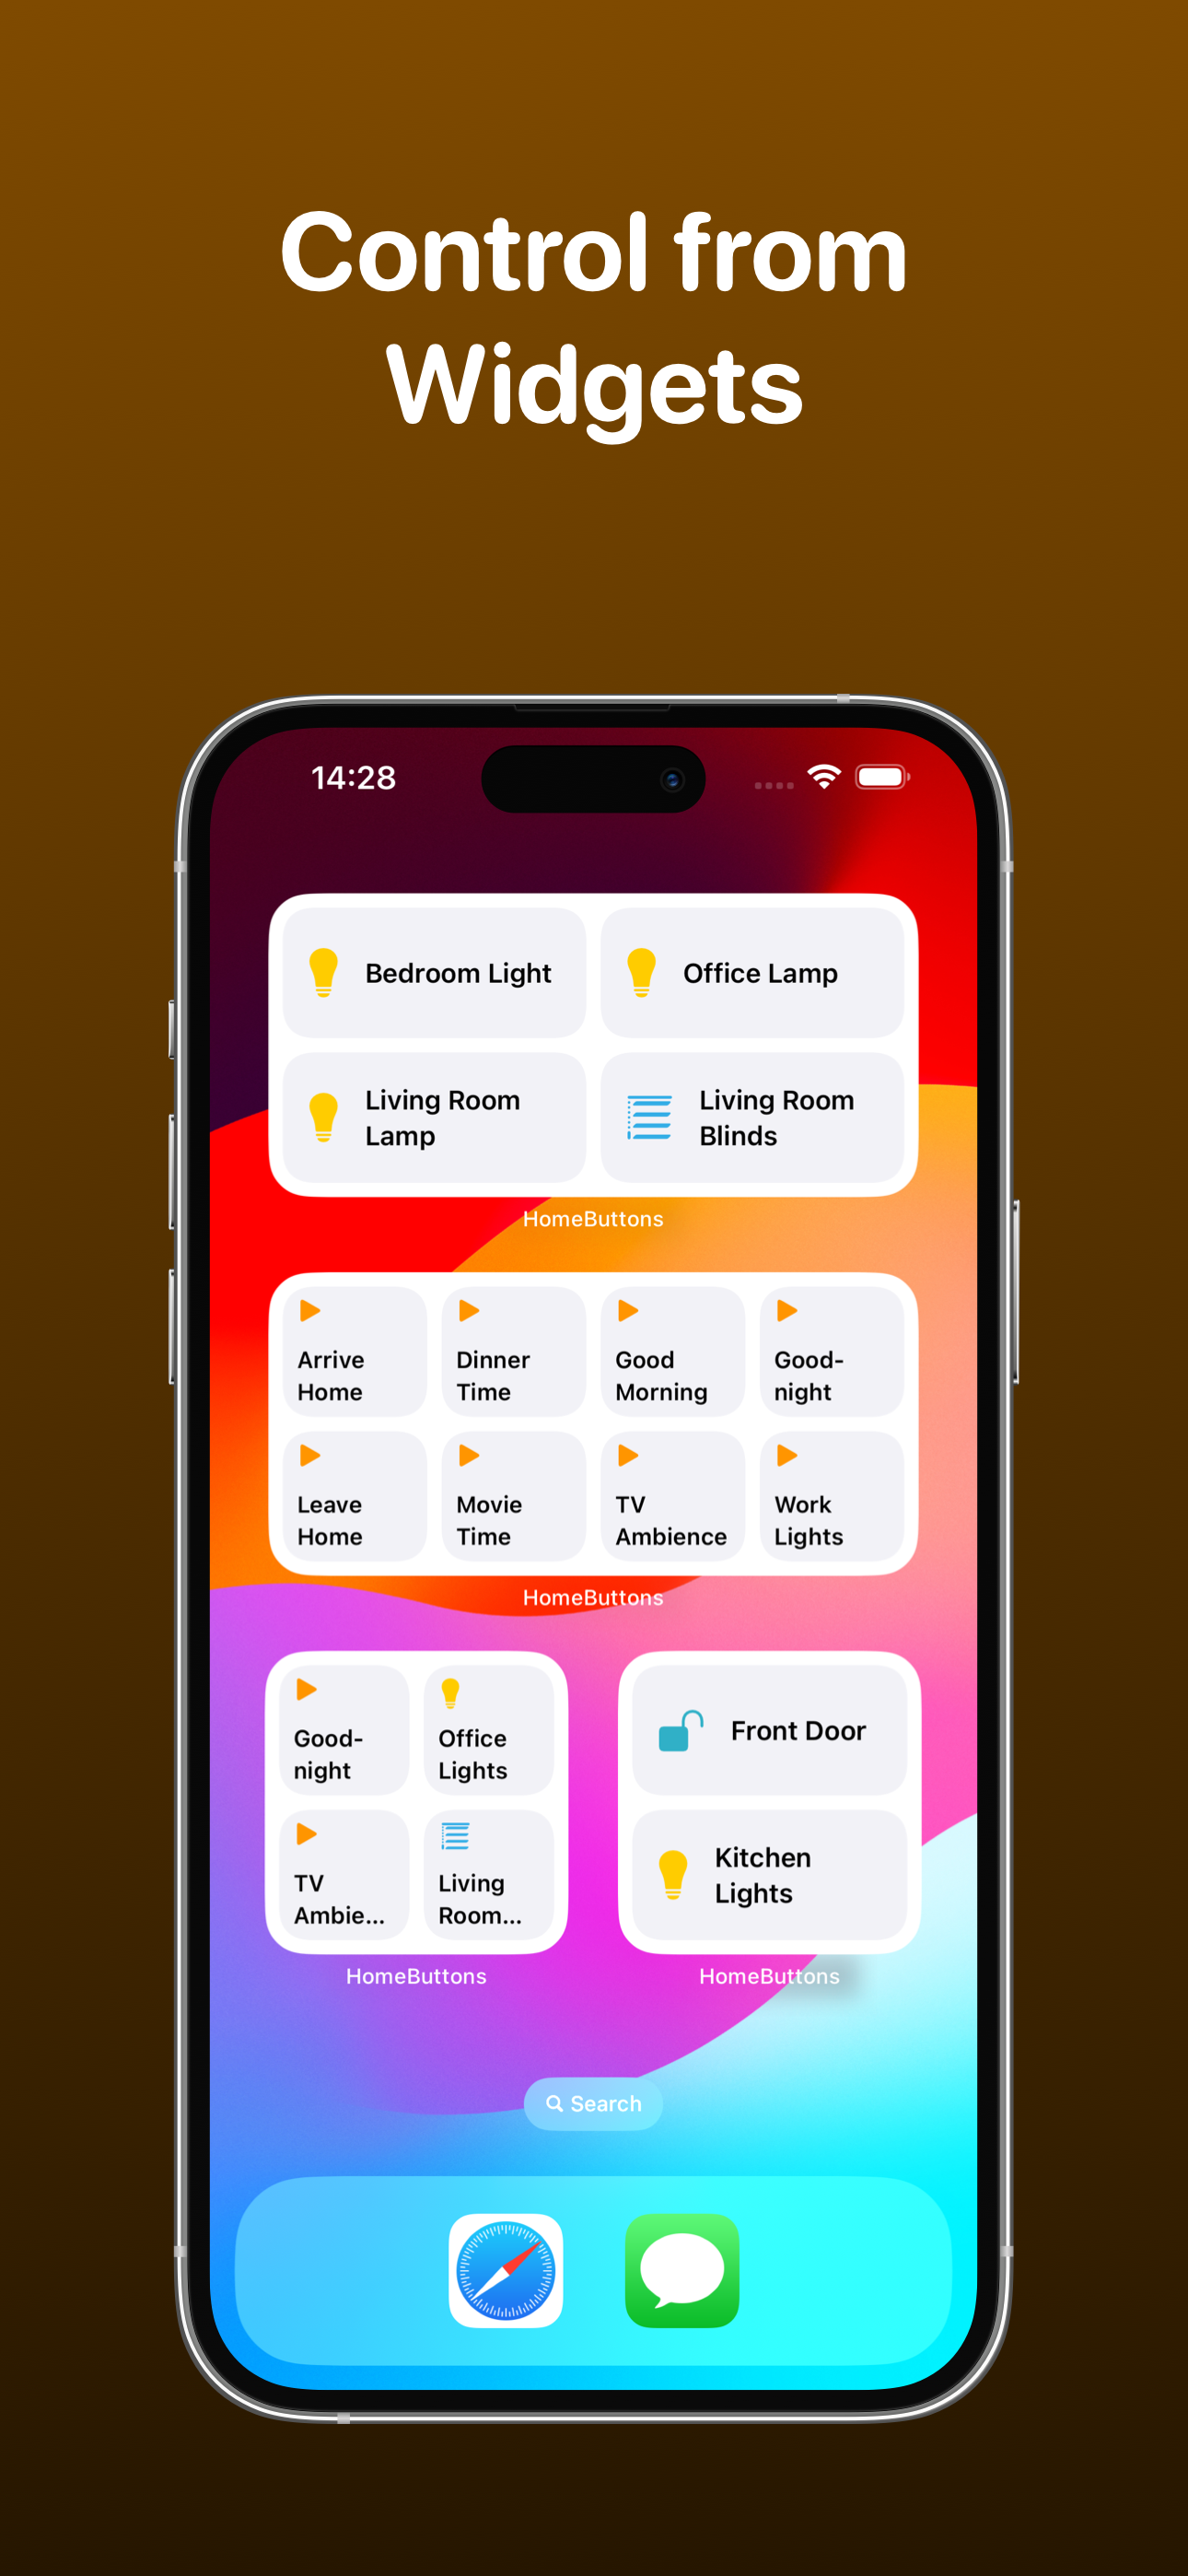 Control from
Widgets
14:28
Bedroom Light
Office Lamp
Living Room
Lamp
Living Room
Blinds
HomeButtons
Arrive
Home
Dinner
Time
Good
Morning
Good-
night
Leave
Home
Movie
Time
TV
Ambience
Work
Lights
HomeButtons
Good-
night
Office
Lights
TV
Ambie...
Living
Room...
HomeButtons
Front Door
Kitchen
Lights
HomeButtons
Search